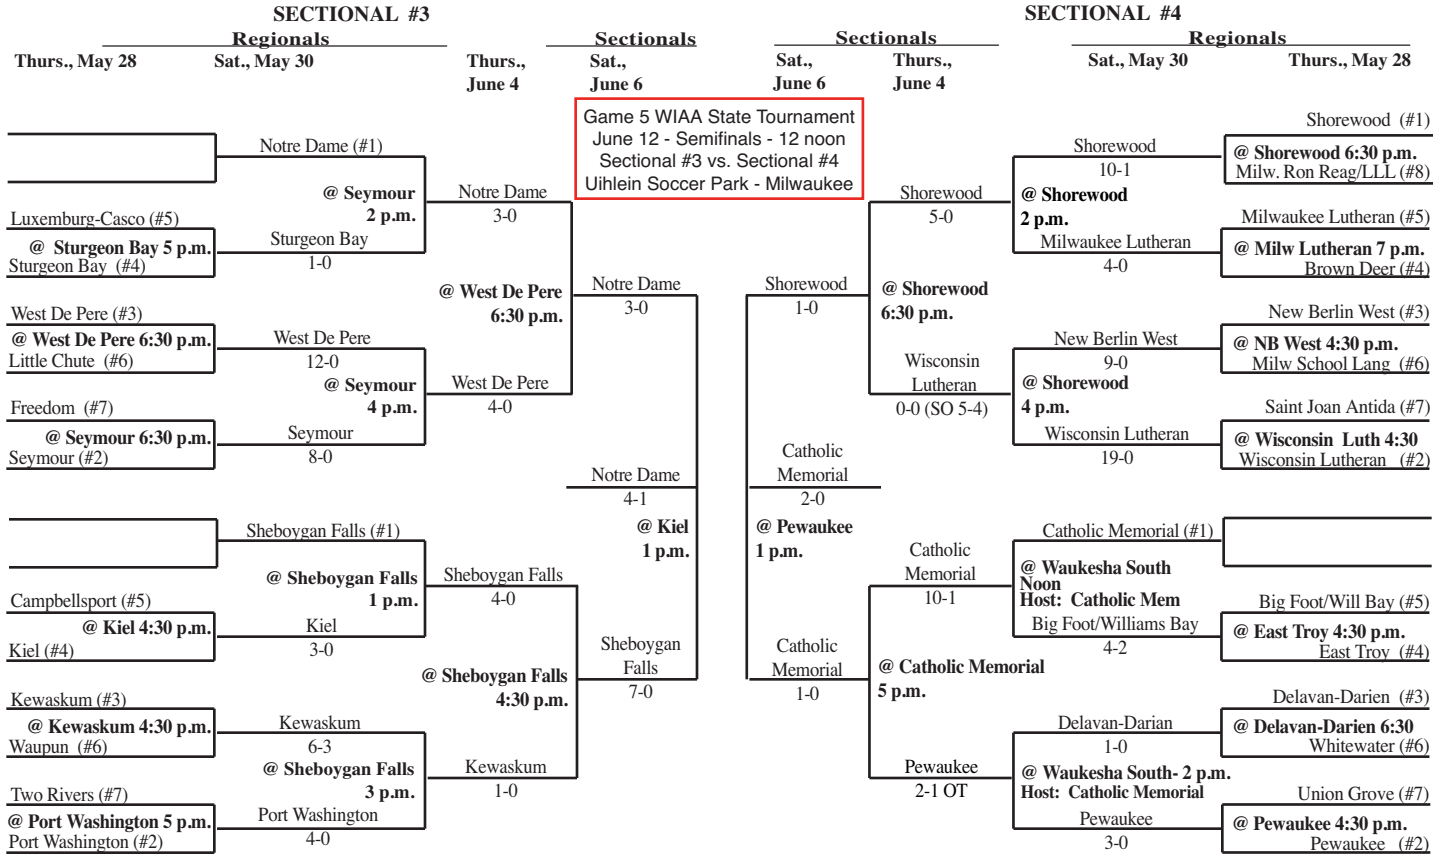 SECTIONAL #3
Regionals
Sectionals
Thurs., May 28
Sat., May 30
Thurs.,
June 4
Sat.,
June 6
Notre Dame (#1)
@ Seymour
2 p.m.
Luxemburg-Casco (#5)
@ Sturgeon Bay 5 p.m.
Sturgeon Bay (#4)
Sturgeon Bay
1-0
Notre Dame
3-0
West De Pere (#3)
@ West De Pere 6:30 p.m.
Little Chute (#6)
West De Pere
12-0
@ Seymour
4 p.m.
Freedom (#7)
@ Seymour 6:30 p.m.
Seymour (#2)
Seymour
8-0
West De Pere
4-0
@ West De Pere
6:30 p.m.
Notre Dame
3-0
Notre Dame
4-1
@ Kiel
1 p.m.
Sheboygan Falls (#1)
@ Sheboygan Falls
1 p.m.
Campbellsport (#5)
@ Kiel 4:30 p.m.
Kiel (#4)
Kiel
3-0
Sheboygan Falls
4-0
@ Sheboygan Falls
4:30 p.m.
Sheboygan
Falls
7-0
Kewaskum (#3)
@ Kewaskum 4:30 p.m.
Waupun (#6)
Kewaskum
6-3
@ Sheboygan Falls
3 p.m.
Two Rivers (#7)
@ Port Washington 5 p.m.
Port Washington (#2)
Port Washington
4-0
Kewaskum
1-0
Game 5 WIAA State Tournament
June 12 - Semifinals - 12 noon
Sectional #3 vs. Sectional #4
Uihlein Soccer Park - Milwaukee
SECTIONAL #4
Sectionals
Regionals
Sat.,
June 6
Thurs.,
June 4
Sat., May 30
Thurs., May 28
Shorewood (#1)
@ Shorewood 6:30 p.m.
Milw. Ron Reag/LLL (#8)
Shorewood
10-1
@ Shorewood
2 p.m.
Milwaukee Lutheran (#5)
@ Milw Lutheran 7 p.m.
Brown Deer (#4)
Milwaukee Lutheran
4-0
Shorewood
5-0
@ Shorewood
6:30 p.m.
Shorewood
1-0
New Berlin West (#3)
@ NB West 4:30 p.m.
Milw School Lang (#6)
New Berlin West
9-0
@ Shorewood
4 p.m.
Saint Joan Antida (#7)
@ Wisconsin Luth 4:30
Wisconsin Lutheran (#2)
Wisconsin Lutheran
19-0
Wisconsin
Lutheran
0-0 (SO 5-4)
Catholic
Memorial
2-0
@ Pewaukee
1 p.m.
Catholic Memorial (#1)
@ Waukesha South
Noon
Host: Catholic Mem
Big Foot/Will Bay (#5)
@ East Troy 4:30 p.m.
East Troy (#4)
Big Foot/Williams Bay
4-2
Catholic
Memorial
10-1
@ Catholic Memorial
5 p.m.
Catholic
Memorial
1-0
Delavan-Darien (#3)
@ Delavan-Darien 6:30
Whitewater (#6)
Delavan-Darian
1-0
@ Waukesha South- 2 p.m.
Host: Catholic Memorial
Union Grove (#7)
@ Pewaukee 4:30 p.m.
Pewaukee (#2)
Pewaukee
3-0
Pewaukee
2-1 OT